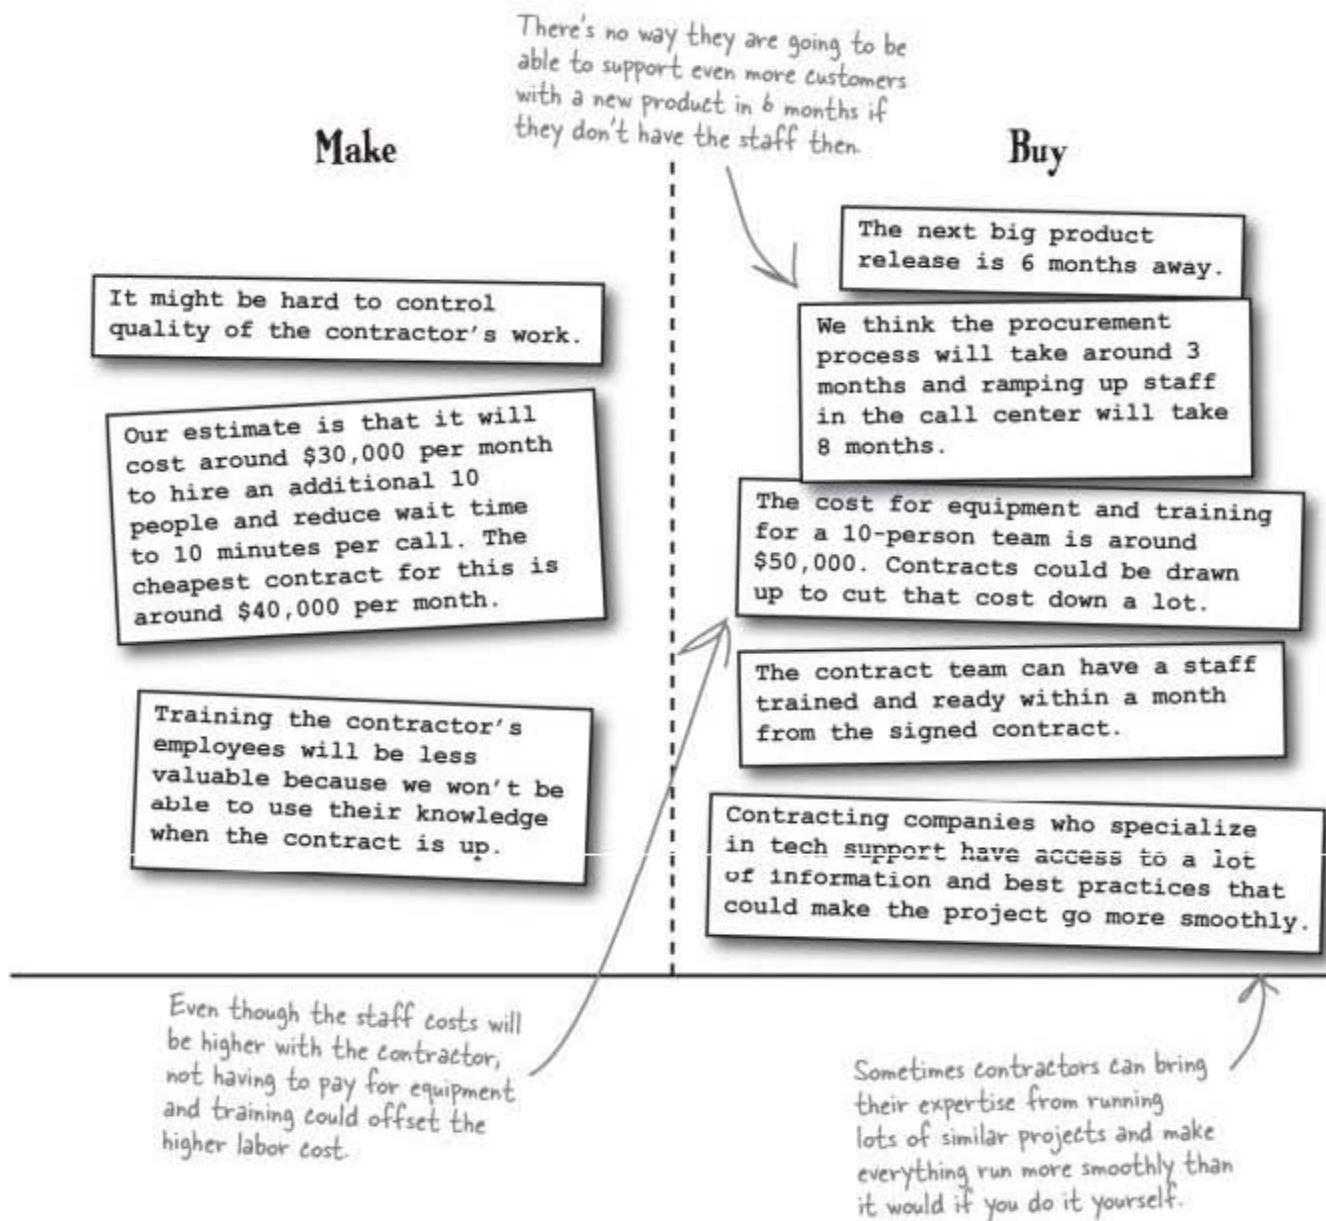 There's no way they are going to be
able to support even more customers
with a new product in 6 months if
they don't have the staff then.
Make
Buy
It might be hard to control
quality of the contractor's work.
Our estimate is that it will
cost around $30,000 per month
to hire an additional 10
people and reduce wait time
to 10 minutes per call. The
cheapest contract for this is
around $40,000 per month.
Training the contractor's
employees will be less
valuable because we won't be
able to use their knowledge
when the contract is up.
The next big product
release is 6 months away.
We think the procurement
process will take around 3
months and ramping up staff
in the call center will take
8 months.
The cost for equipment and training
for a 10-person team is around
$50,000. Contracts could be drawn
up to cut that cost down a lot.
The contract team can have a staff
trained and ready within a month
from the signed contract.
Contracting companies who specialize
in tech support have access to a lot
of information and best practices that
could make the project go more smoothly.
Even though the staff costs will
be higher with the contractor,
not having to pay for equipment
and training could offset the
higher labor cost.
Sometimes contractors can bring
their expertise from running
lots of similar projects and make
everything run more smoothly than
it would if you do it yourself.